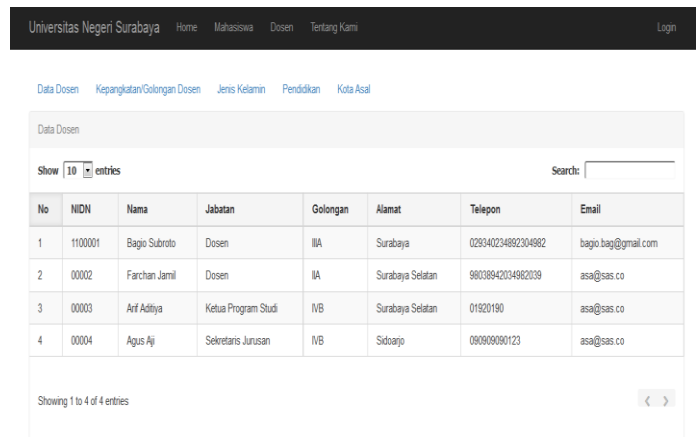 Universitas Negeri Surabaya Home Mahasiswa Dosen Tentang Kami Login
Data Dosen Kepangkatan/Golongan Dosen Jenis Kelamin Pendidikan Kota Asal
Data Dosen
Show 10 entries Search:
No NIDN Nama Jabatan Golongan Alamat Telepon Email
1 1100001 Bagio Subroto Dosen IIIA Surabaya 029340234892304982 bagio.bag@gmail.com
2 00002 Farchan Jamil Dosen IIA Surabaya Selatan 98038942034982039 asa@sas.co
3 00003 Arif Aditiya Ketua Program Studi IVB Surabaya Selatan 01920190 asa@sas.co
4 00004 Agus Aji Sekretaris Jurusan IVB Sidoarjo 090909090123 asa@sas.co
Showing 1 to 4 of 4 entries